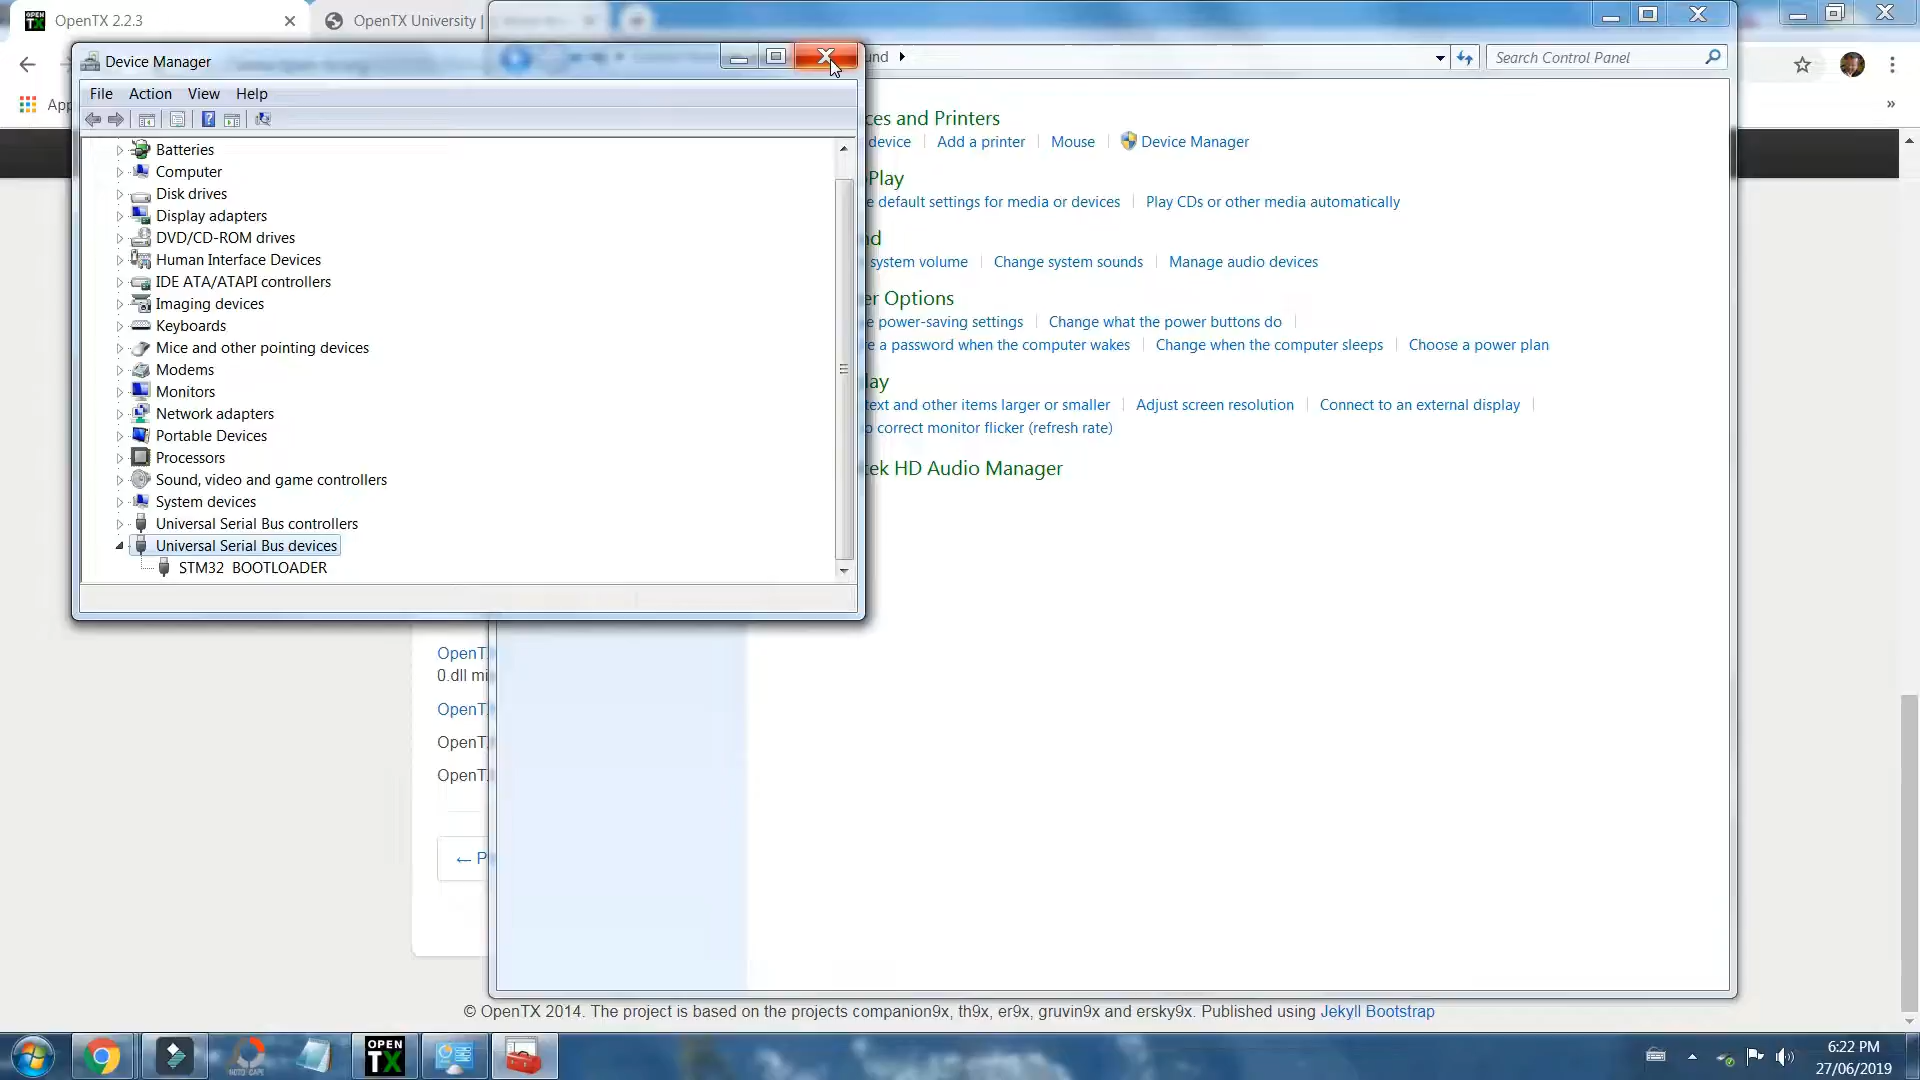 OPEN TX OpenTX 2.2.3
OpenTX University |
Device Manager
und
Search Control Panel
File Action View Help
App
Batteries
Computer
Disk drives
Display adapters
DVD/CD-ROM drives
Human Interface Devices
IDE ATA/ATAPI controllers
Imaging devices
Keyboards
Mice and other pointing devices
Modems
Monitors
Network adapters
Portable Devices
Processors
Sound, video and game controllers
System devices
Universal Serial Bus controllers
Universal Serial Bus devices
STM32 BOOTLOADER
ces and Printers
device Add a printer Mouse Device Manager
Play
e default settings for media or devices Play CDs or other media automatically
nd
system volume Change system sounds Manage audio devices
er Options
e power-saving settings Change what the power buttons do
e a password when the computer wakes Change when the computer sleeps Choose a power plan
lay
text and other items larger or smaller Adjust screen resolution Connect to an external display
o correct monitor flicker (refresh rate)
tek HD Audio Manager
OpenT
0.dll mi
OpenT
OpenT
OpenT
← P
© OpenTX 2014. The project is based on the projects companion9x, th9x, er9x, gruvin9x and ersky9x. Published using Jekyll Bootstrap
OPEN
TX
6:22 PM
27/06/2019